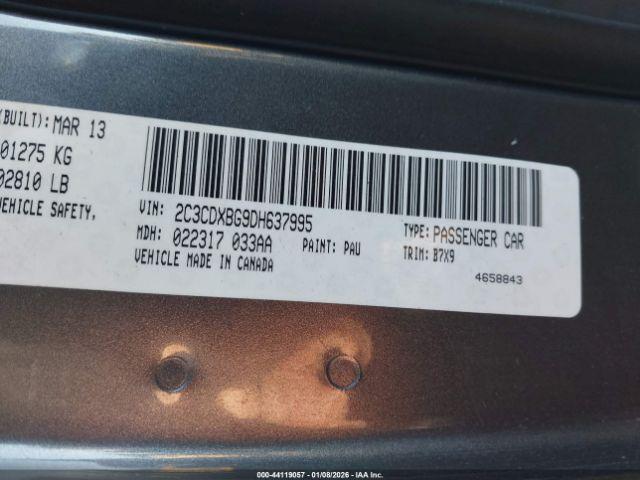 (BUILT): MAR 13
01275 KG
02810 LB
VEHICLE SAFETY,
VIN: 2C3CDXBG9DH637995
TYPE: PASSENGER CAR
MDH: 022317 033AA
PAINT: PAU
TRIM: B7X9
VEHICLE MADE IN CANADA
4658843
000-44119057 | 01/08/2026 - © IAA Inc.